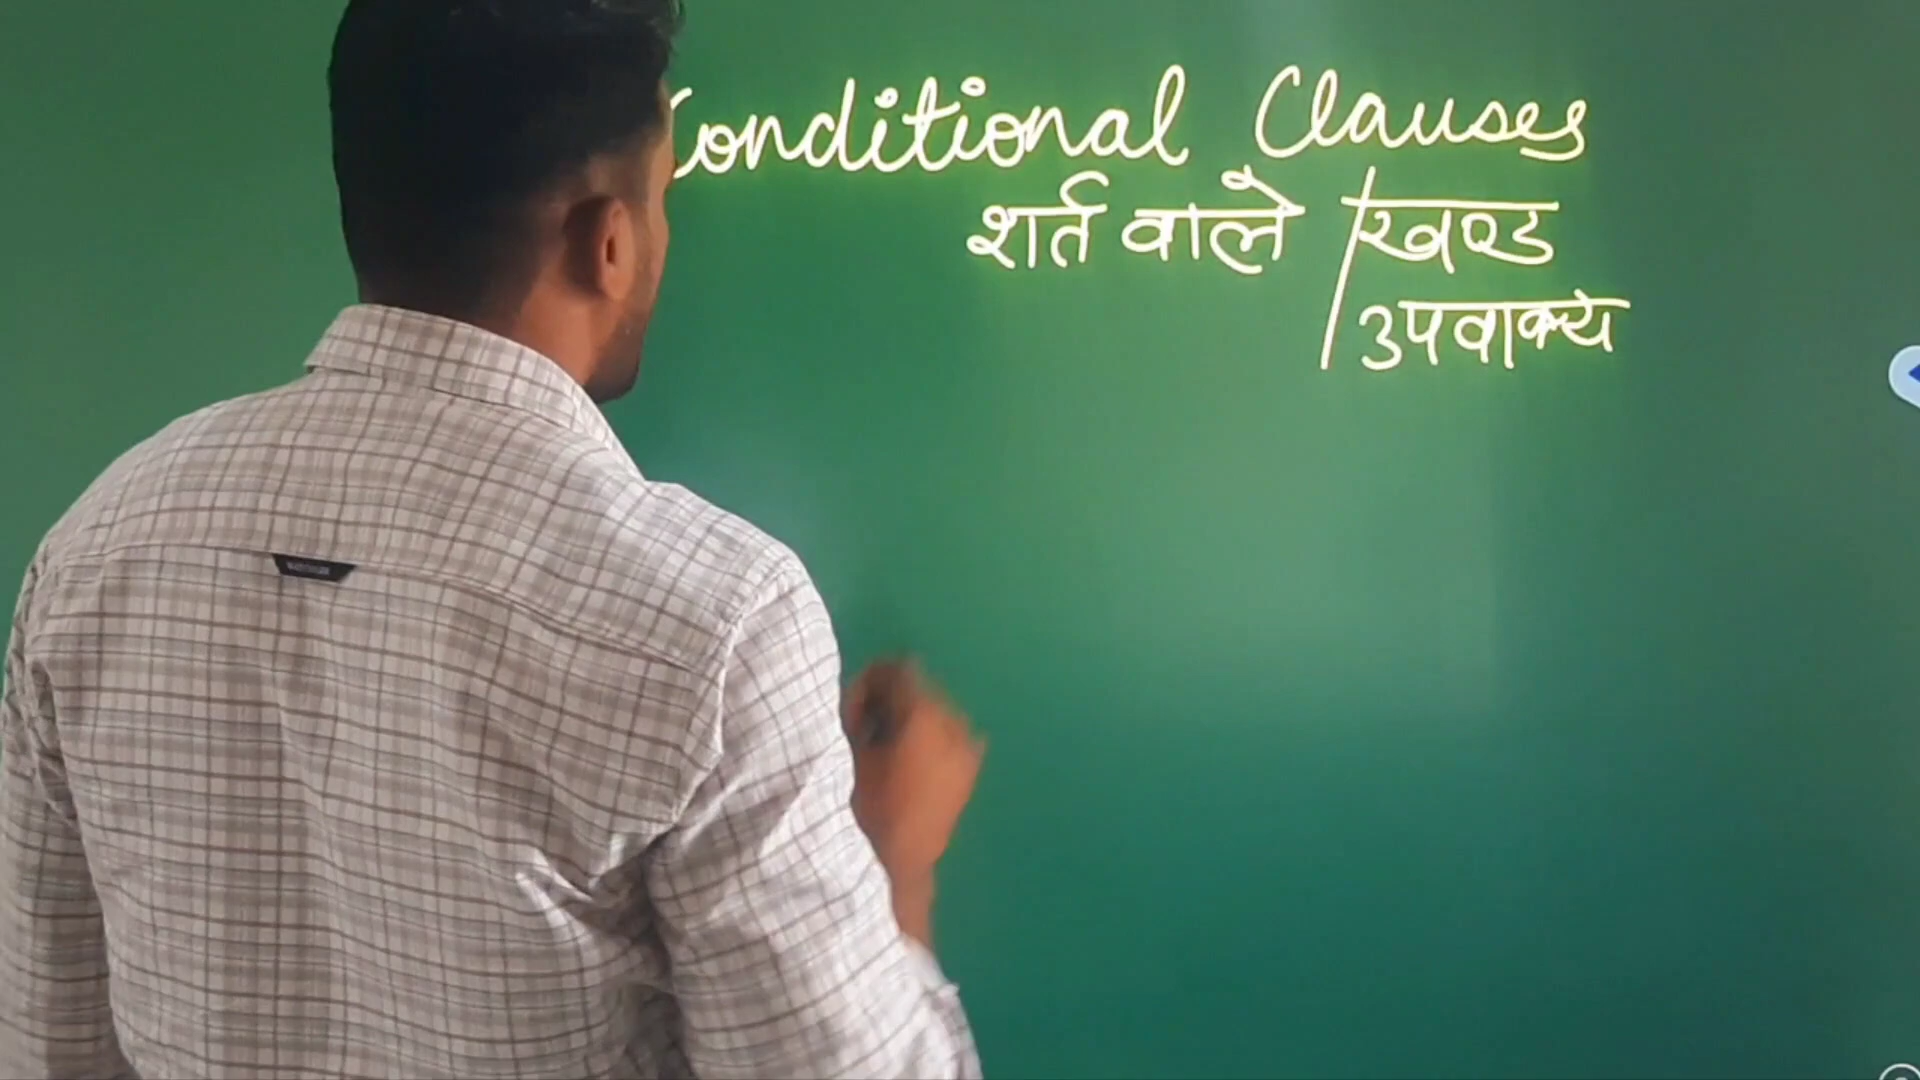 Conditional Clauses
शर्त वाले / खण्ड
उपवाक्य